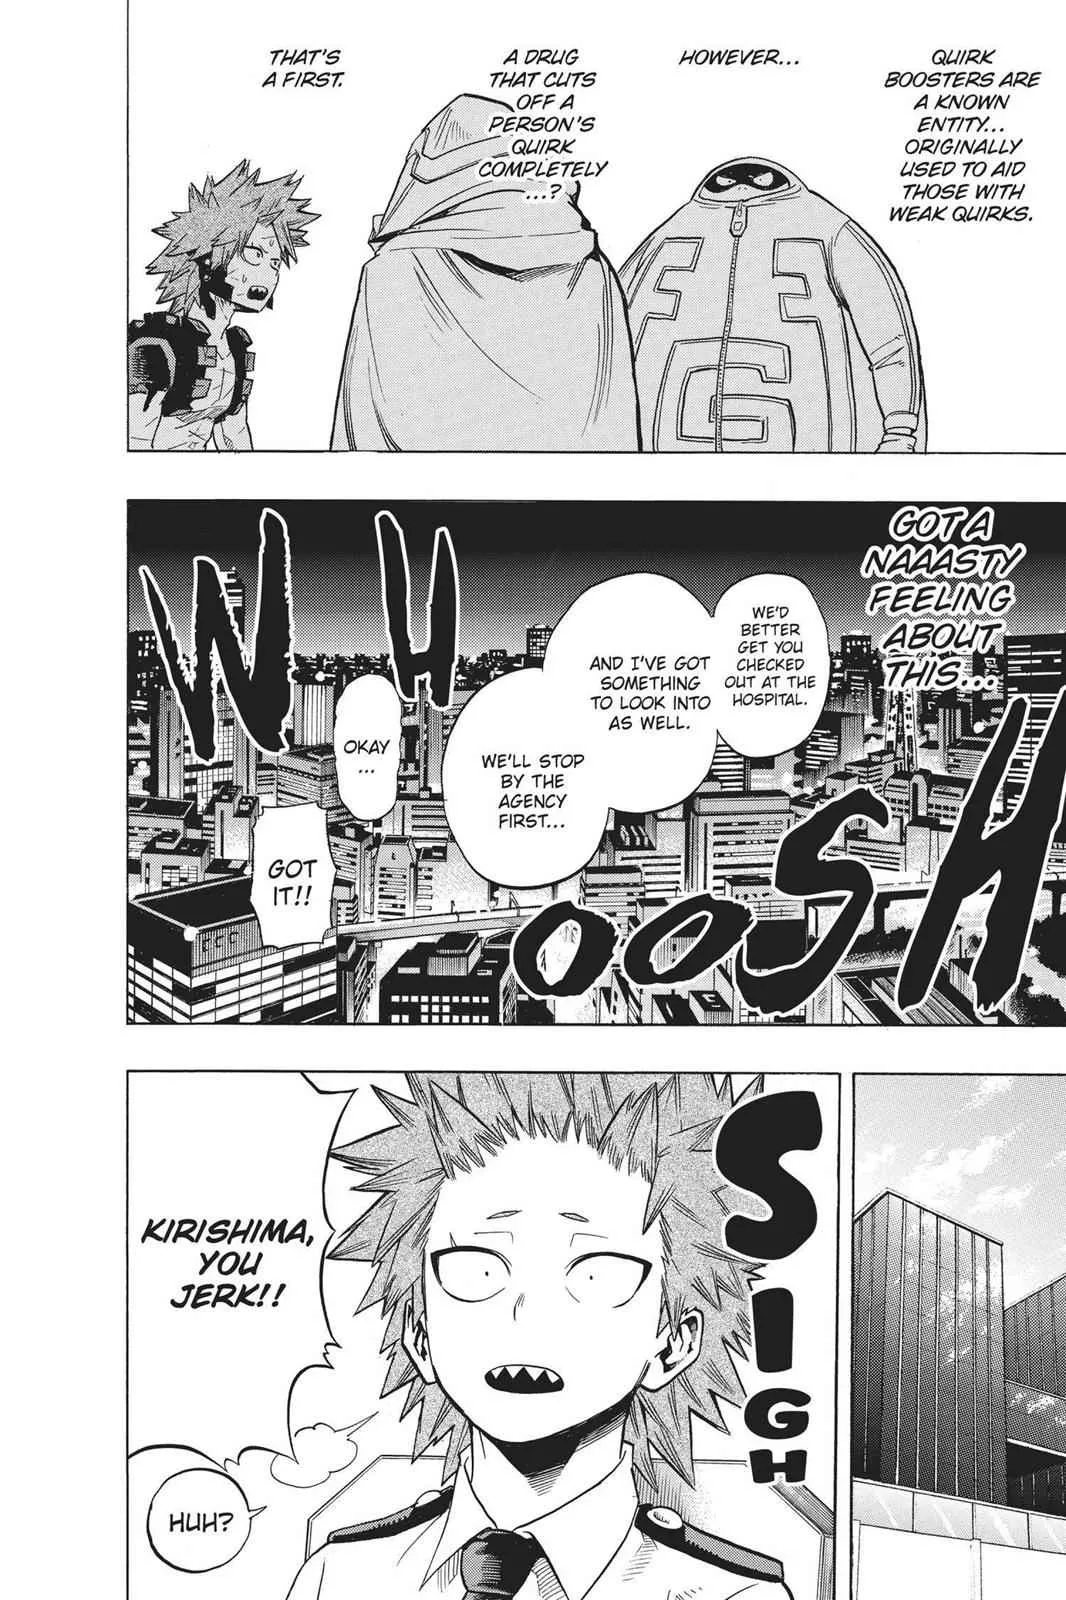 QUIRK
BOOSTERS ARE
A KNOWN
ENTITY...
ORIGINALLY
USED TO AID
THOSE WITH
WEAK QUIRKS.
HOWEVER...
A DRUG
THAT CUTS
OFF A
PERSON'S
QUIRK
COMPLETELY
...?
THAT'S
A FIRST.
F G F
GOT A
NAAASTY
FEELING
ABOUT
THIS...
WE'D
BETTER
GET YOU
CHECKED
OUT AT THE
HOSPITAL.
AND I'VE GOT
SOMETHING
TO LOOK INTO
AS WELL.
WE'LL STOP
BY THE
AGENCY
FIRST...
OKAY
...
GOT
IT!!
WHOOSH
SIGH
KIRISHIMA,
YOU
JERK!!
HUH?